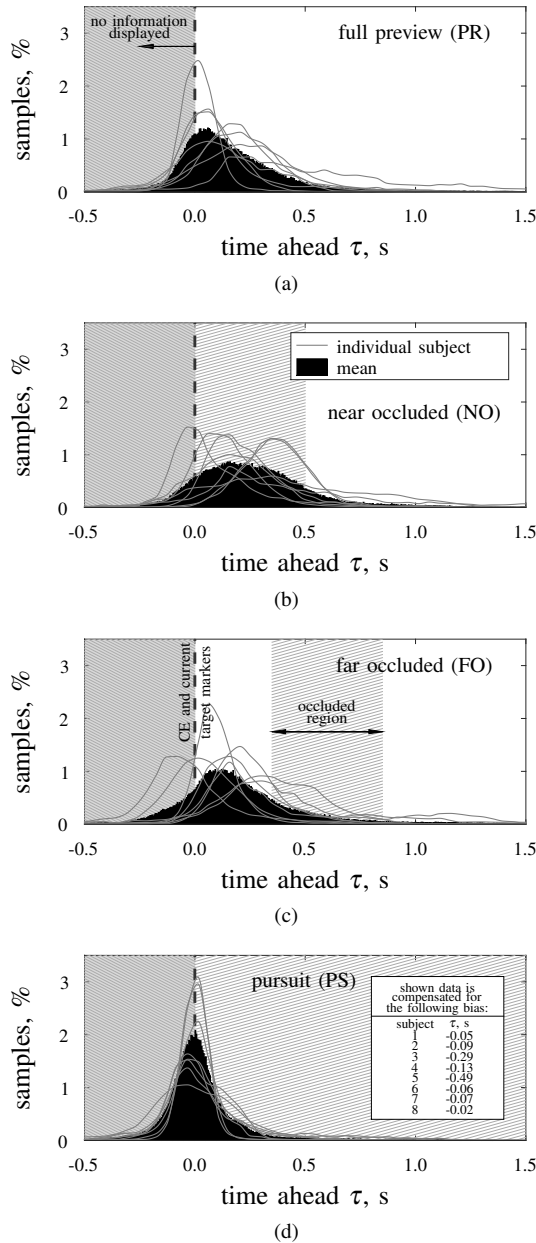 3.5
3
2
1
0
samples, %
no information
displayed
full preview (PR)
-0.5 0.0 0.5 1.0 1.5
time ahead τ, s
(a)
3
2
1
0
samples, %
individual subject
mean
near occluded (NO)
-0.5 0.0 0.5 1.0 1.5
time ahead τ, s
(b)
3
2
1
0
samples, %
CE and current
target markers
far occluded (FO)
occluded
region
-0.5 0.0 0.5 1.0 1.5
time ahead τ, s
(c)
3
2
1
0
samples, %
pursuit (PS)
shown data is
compensated for
the following bias:
subject τ, s
1 -0.05
2 -0.09
3 -0.29
4 -0.13
5 -0.49
6 -0.06
7 -0.07
8 -0.02
-0.5 0.0 0.5 1.0 1.5
time ahead τ, s
(d)